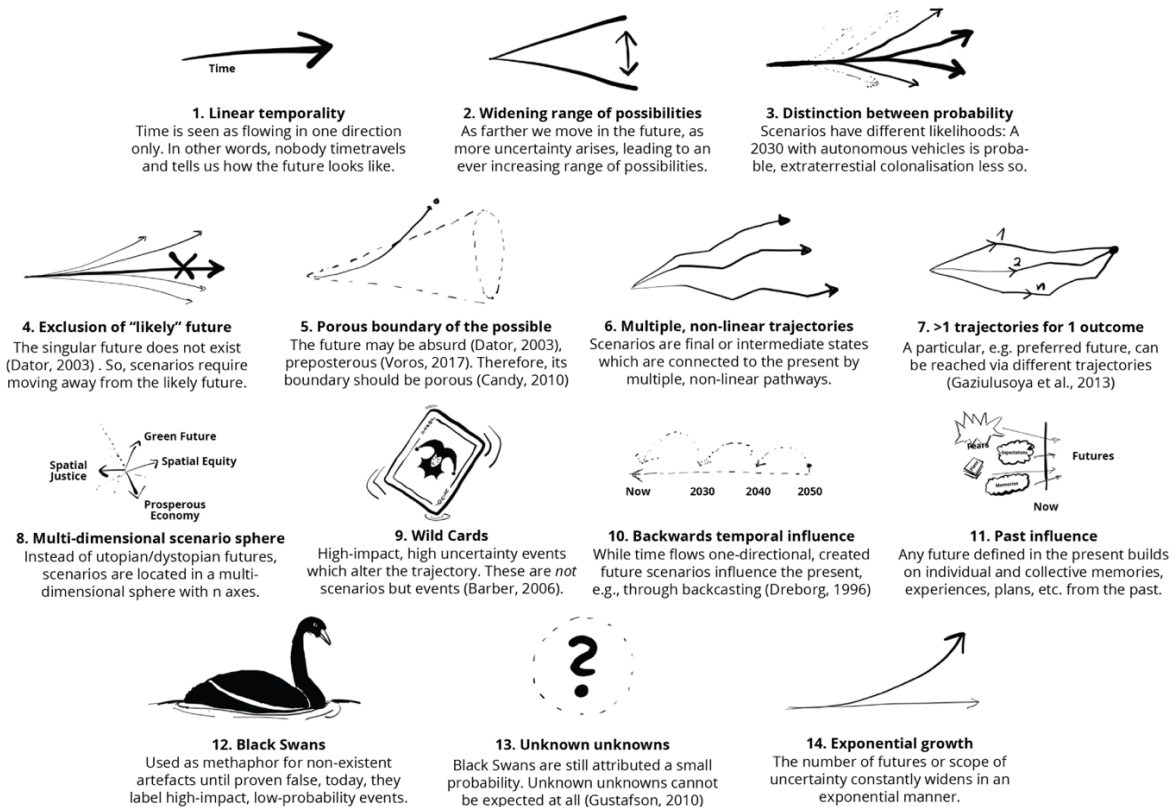 Time
1. Linear temporality
Time is seen as flowing in one direction
only. In other words, nobody timetravels
and tells us how the future looks like.
2. Widening range of possibilities
As farther we move in the future, as
more uncertainty arises, leading to an
ever increasing range of possibilities.
3. Distinction between probability
Scenarios have different likelihoods: A
2030 with autonomous vehicles is proba-
ble, extraterrestial colonalisation less so.
4. Exclusion of “likely” future
The singular future does not exist
(Dator, 2003) . So, scenarios require
moving away from the likely future.
5. Porous boundary of the possible
The future may be absurd (Dator, 2003),
preposterous (Voros, 2017). Therefore, its
boundary should be porous (Candy, 2010)
6. Multiple, non-linear trajectories
Scenarios are final or intermediate states
which are connected to the present by
multiple, non-linear pathways.
1
2
n
7. >1 trajectories for 1 outcome
A particular, e.g. preferred future, can
be reached via different trajectories
(Gaziulusoya et al., 2013)
Green Future
Spatial Equity
Spatial
Justice
Prosperous
Economy
8. Multi-dimensional scenario sphere
Instead of utopian/dystopian futures,
scenarios are located in a multi-
dimensional sphere with n axes.
9. Wild Cards
High-impact, high uncertainty events
which alter the trajectory. These are not
scenarios but events (Barber, 2006).
Now 2030 2040 2050
10. Backwards temporal influence
While time flows one-directional, created
future scenarios influence the present,
e.g., through backcasting (Dreborg, 1996)
Fears
Expectations
Memories
Futures
Now
11. Past influence
Any future defined in the present builds
on individual and collective memories,
experiences, plans, etc. from the past.
12. Black Swans
Used as methaphor for non-existent
artefacts until proven false, today, they
label high-impact, low-probability events.
?
13. Unknown unknowns
Black Swans are still attributed a small
probability. Unknown unknowns cannot
be expected at all (Gustafson, 2010)
14. Exponential growth
The number of futures or scope of
uncertainty constantly widens in an
exponential manner.